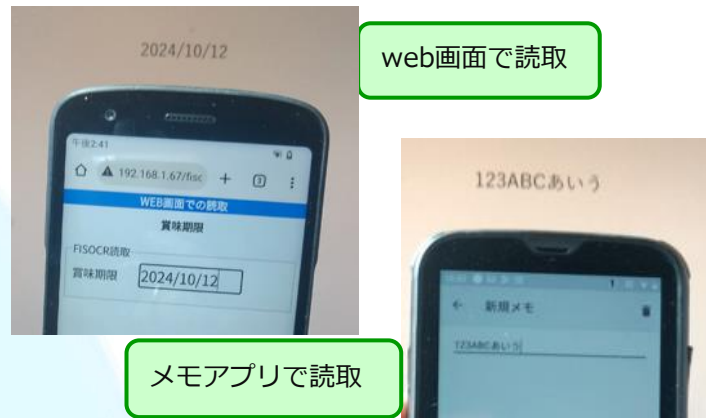 2024/10/12
web画面で読取
午後2:41
192.168.1.67/fisc
3
WEB画面での読取
賞味期限
FISOCR読取
賞味期限 2024/10/12
123ABCあいう
新規メモ
123ABCあいう
メモアプリで読取